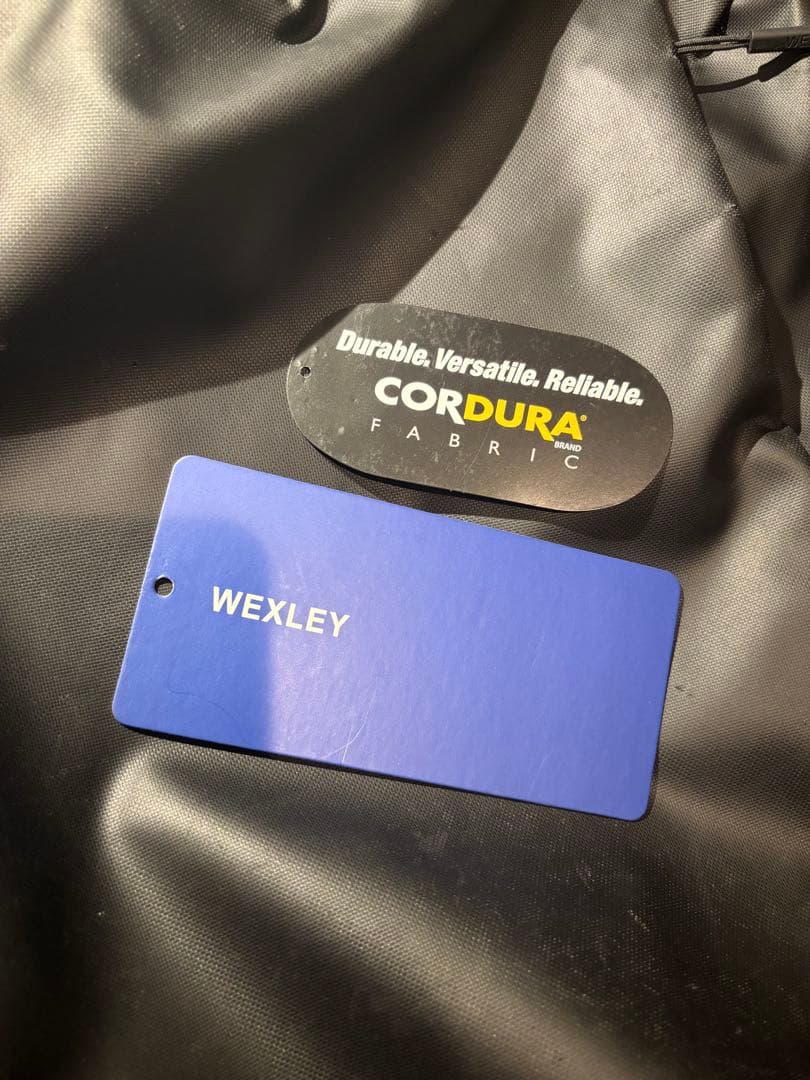 Durable. Versatile. Reliable.
CORDURA®
BRAND
FABRIC
WEXLEY